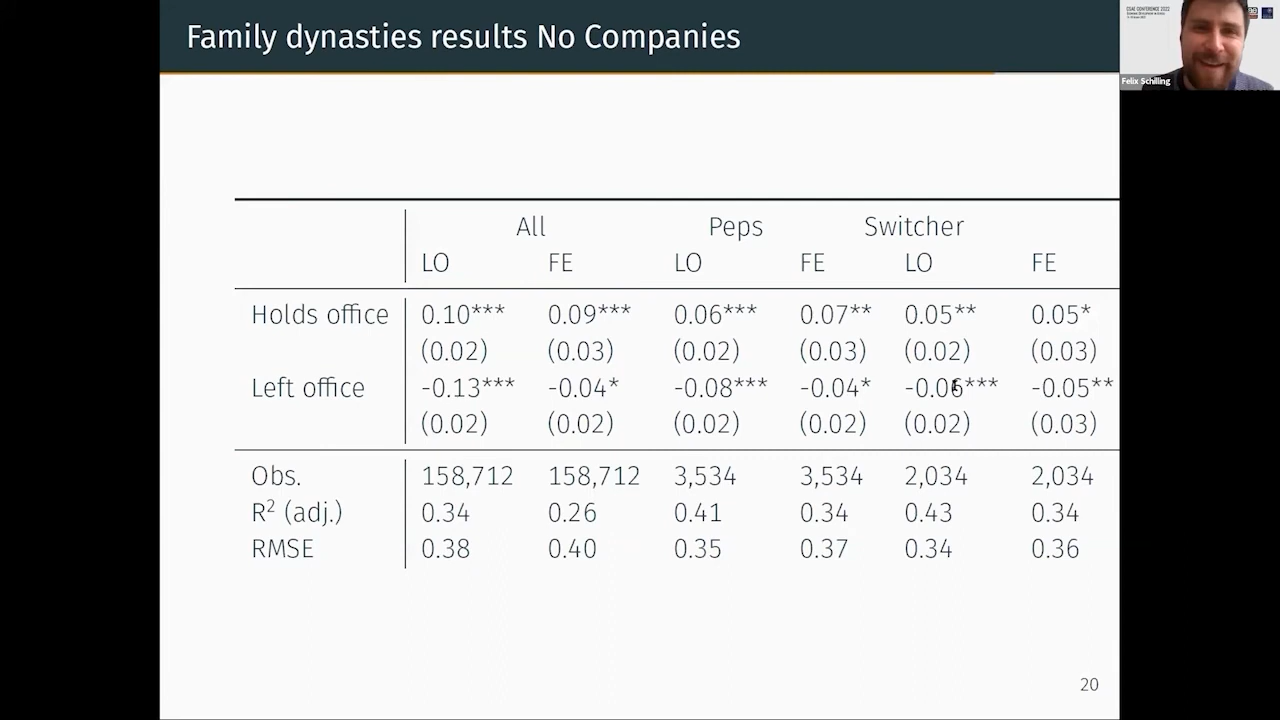 Family dynasties results No Companies
CSAE CONFERENCE 2022
Felix Schilling
All Peps Switcher
LO FE LO FE LO FE
Holds office 0.10*** 0.09*** 0.06*** 0.07** 0.05** 0.05*
(0.02) (0.03) (0.02) (0.03) (0.02) (0.03)
Left office -0.13*** -0.04* -0.08*** -0.04* -0.06*** -0.05**
(0.02) (0.02) (0.02) (0.02) (0.02) (0.03)
Obs. 158,712 158,712 3,534 3,534 2,034 2,034
R² (adj.) 0.34 0.26 0.41 0.34 0.43 0.34
RMSE 0.38 0.40 0.35 0.37 0.34 0.36
20